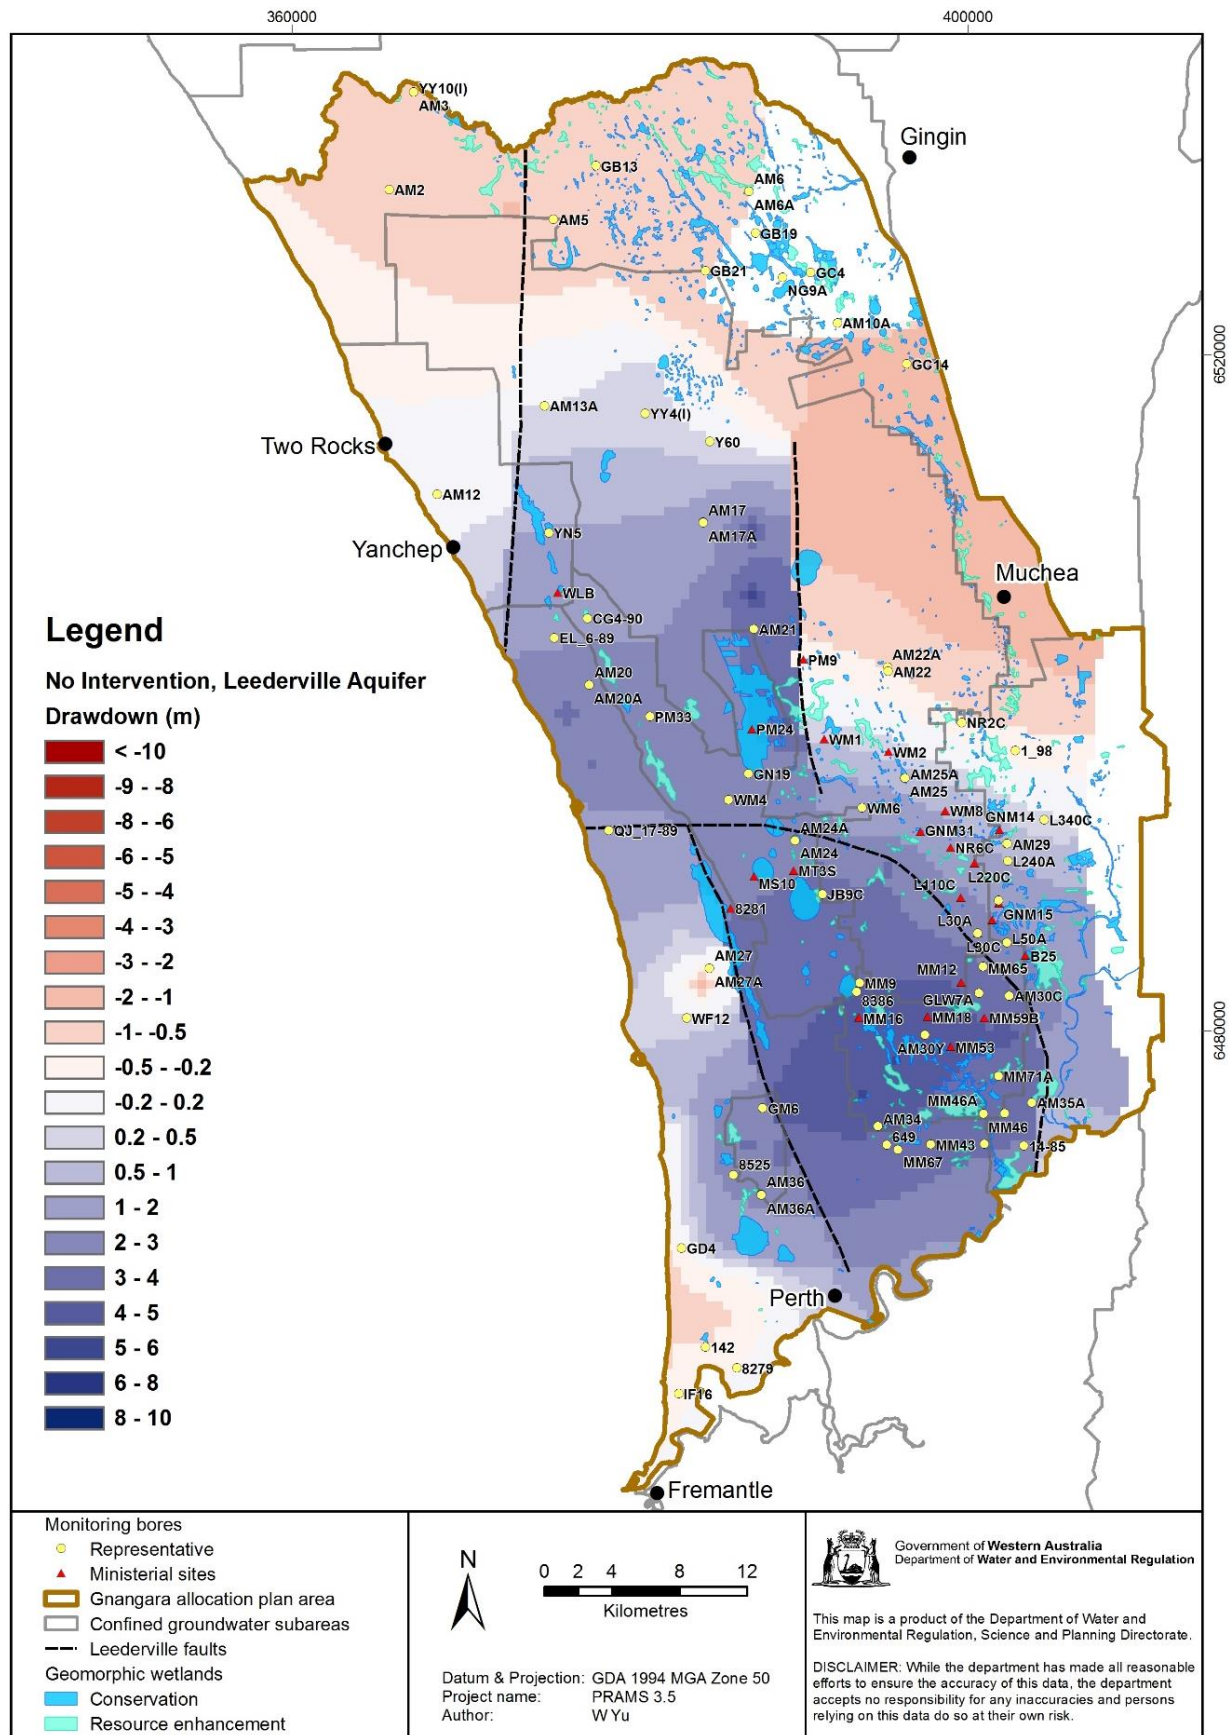 360000
400000
YY10(I)
AM3
Gingin
GB13
AM2
AM6
AM6A
AM5
GB19
GB21
GC4
NG9A
AM10A
6520000
GC14
AM13A
YY4(I)
Two Rocks
Y60
AM12
AM17
AM17A
YN5
Yanchep
Muchea
WLB
CG4-90
EL_6-89
AM21
AM22A
PM9
AM22
AM20
AM20A
PM33
NR2C
PM24
WM1
WM2
1_98
GN19
AM25A
AM25
WM4
WM6
WM8
GNM14
L340C
QJ_17-89
AM24A
GNM31
AM29
AM24
NR6C
L240A
MT3S
L220C
MS10
L110C
JB9C
8281
GNM15
L30A
L80C
L50A
B25
AM27
MM12
MM65
AM27A
MM9
8386
GLW7A
AM30C
WF12
MM16
MM18
MM59B
6480000
AM30Y
MM53
MM71A
MM46A
AM35A
GM6
AM34
MM46
649
MM43
14-85
MM67
8525
AM36
AM36A
GD4
Perth
142
8279
IF16
Fremantle
Legend
No Intervention, Leederville Aquifer
Drawdown (m)
< -10
-9 - -8
-8 - -6
-6 - -5
-5 - -4
-4 - -3
-3 - -2
-2 - -1
-1 - -0.5
-0.5 - -0.2
-0.2 - 0.2
0.2 - 0.5
0.5 - 1
1 - 2
2 - 3
3 - 4
4 - 5
5 - 6
6 - 8
8 - 10
Monitoring bores
Representative
Ministerial sites
Gnangara allocation plan area
Confined groundwater subareas
Leederville faults
Geomorphic wetlands
Conservation
Resource enhancement
N
0 2 4 8 12
Kilometres
Datum & Projection: GDA 1994 MGA Zone 50
Project name: PRAMS 3.5
Author: W Yu
Government of Western Australia
Department of Water and Environmental Regulation
This map is a product of the Department of Water and
Environmental Regulation, Science and Planning Directorate.
DISCLAIMER: While the department has made all reasonable
efforts to ensure the accuracy of this data, the department
accepts no responsibility for any inaccuracies and persons
relying on this data do so at their own risk.